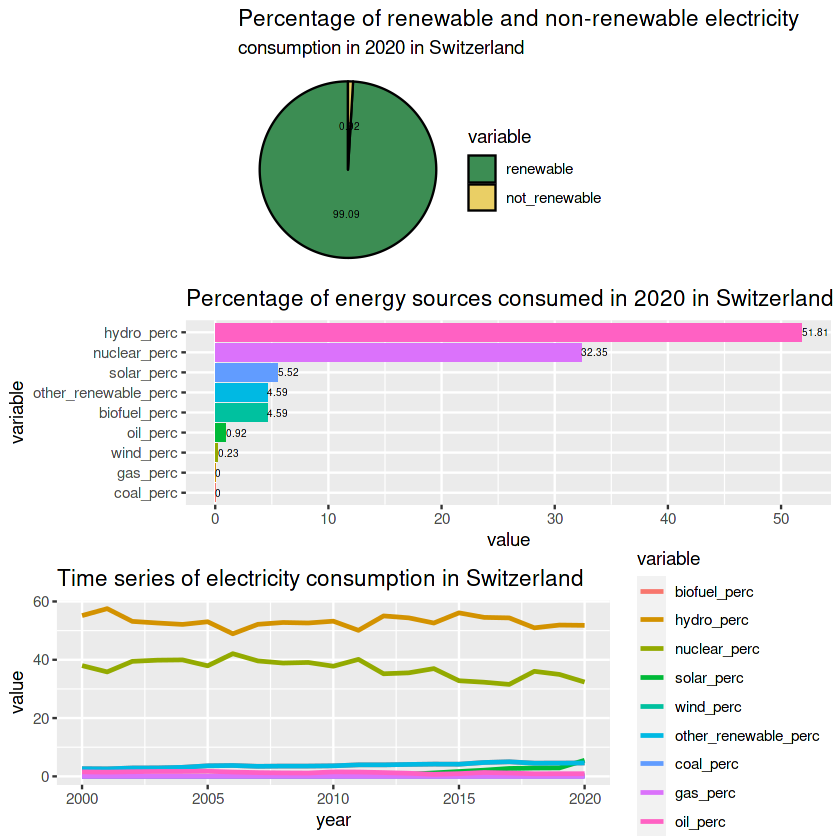 Percentage of renewable and non-renewable electricity
consumption in 2020 in Switzerland
0.92
99.09
variable
renewable
not_renewable
Percentage of energy sources consumed in 2020 in Switzerland
variable
hydro_perc
51.81
nuclear_perc
32.35
solar_perc
5.52
other_renewable_perc
4.59
biofuel_perc
4.59
oil_perc
0.92
wind_perc
0.23
gas_perc
0
coal_perc
0
0 10 20 30 40 50
value
Time series of electricity consumption in Switzerland
value
60
40
20
0
2000 2005 2010 2015 2020
year
variable
biofuel_perc
hydro_perc
nuclear_perc
solar_perc
wind_perc
other_renewable_perc
coal_perc
gas_perc
oil_perc